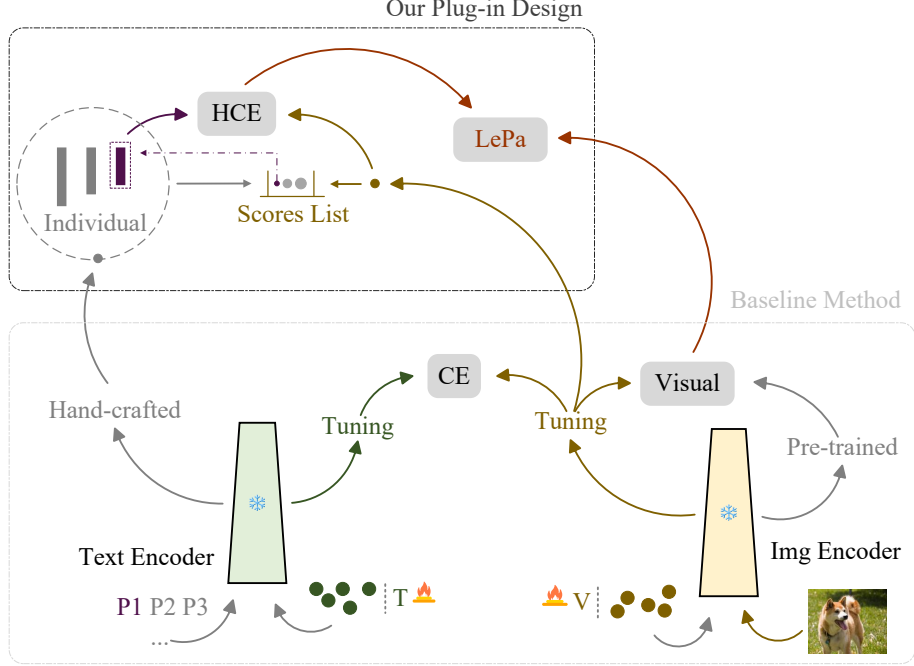 Our Plug-in Design
HCE
LePa
Individual
Scores List
Baseline Method
CE
Visual
Hand-crafted
Tuning
Tuning
Pre-trained
Text Encoder
Img Encoder
P1 P2 P3
...
T
V